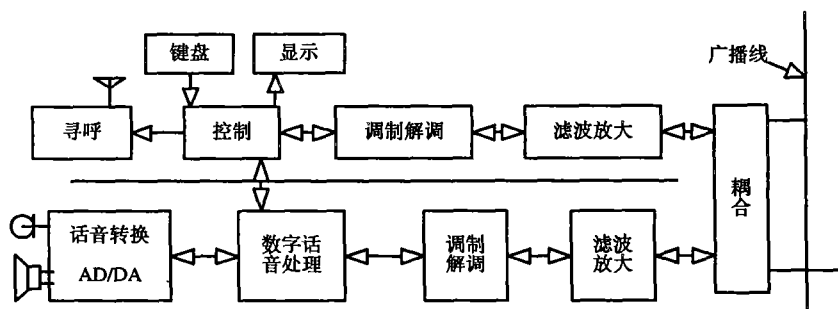 键盘
显示
广播线
寻呼
控制
调制解调
滤波放大
耦合
话音转换
AD/DA
数字话
音处理
调制
解调
滤波
放大